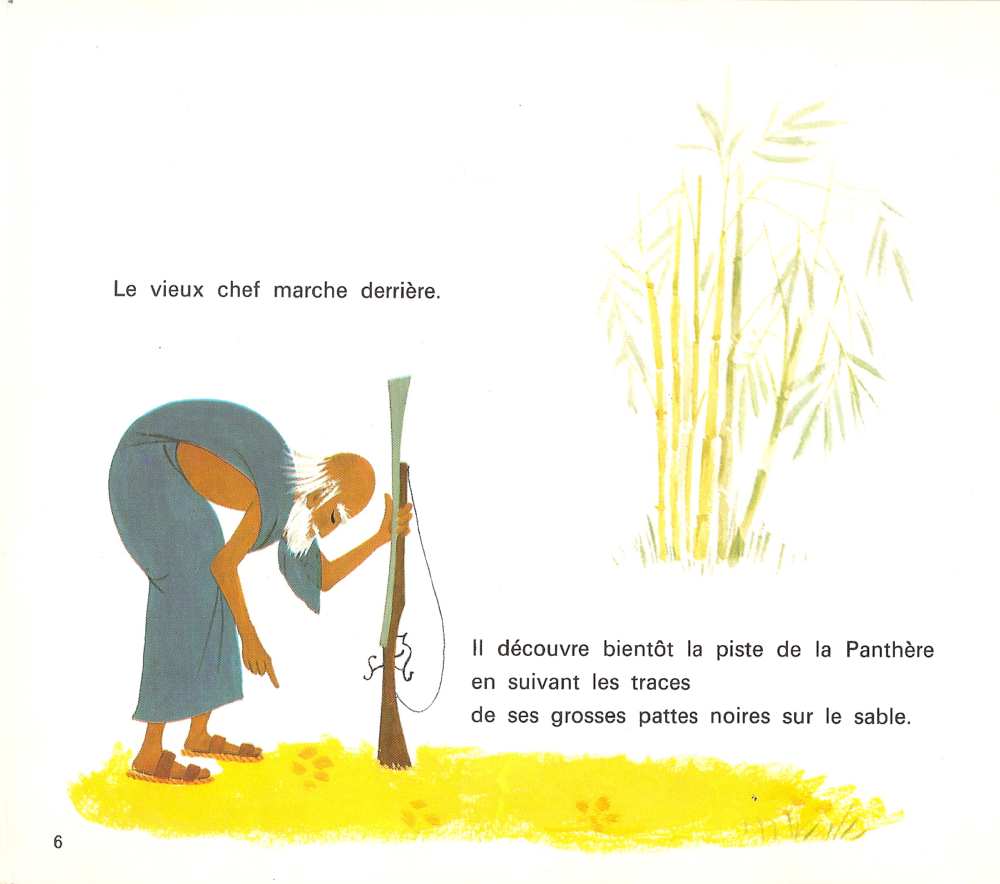 Le vieux chef marche derrière.
Il découvre bientôt la piste de la Panthère
en suivant les traces
de ses grosses pattes noires sur le sable.
6